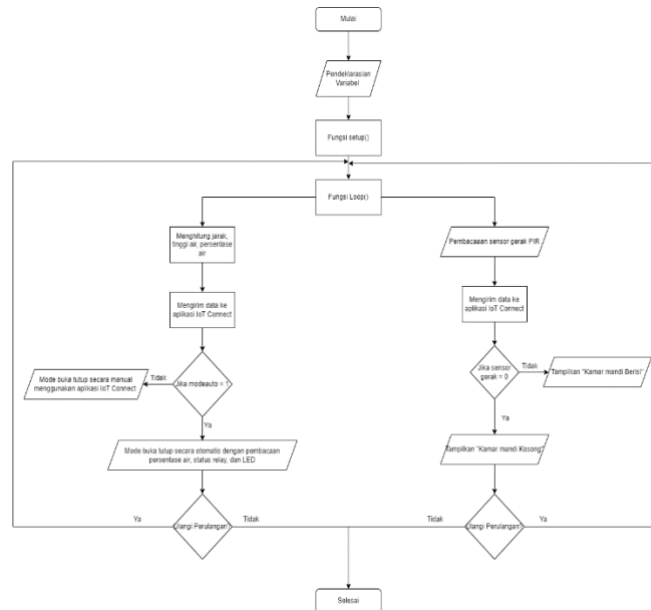 Mulai
Pendeklarasian
Variabel
Fungsi setup()
Fungsi Loop()
Menghitung jarak,
tinggi air, persentase
air
Mengirim data ke
aplikasi IoT Connect
Jika modeauto = 1
Tidak
Mode buka tutup secara manual
menggunakan aplikasi IoT Connect
Ya
Mode buka tutup secara otomatis dengan pembacaan
persentase air, status relay, dan LED
Ulangi Perulangan?
Ya
Tidak
Pembacaaan sensor gerak PIR
Mengirim data ke
aplikasi IoT Connect
Jika sensor
gerak = 0
Tidak
Tampilkan "Kamar mandi Berisi"
Ya
Tampilkan "Kamar mandi Kosong"
Ulangi Perulangan?
Tidak
Ya
Selesai